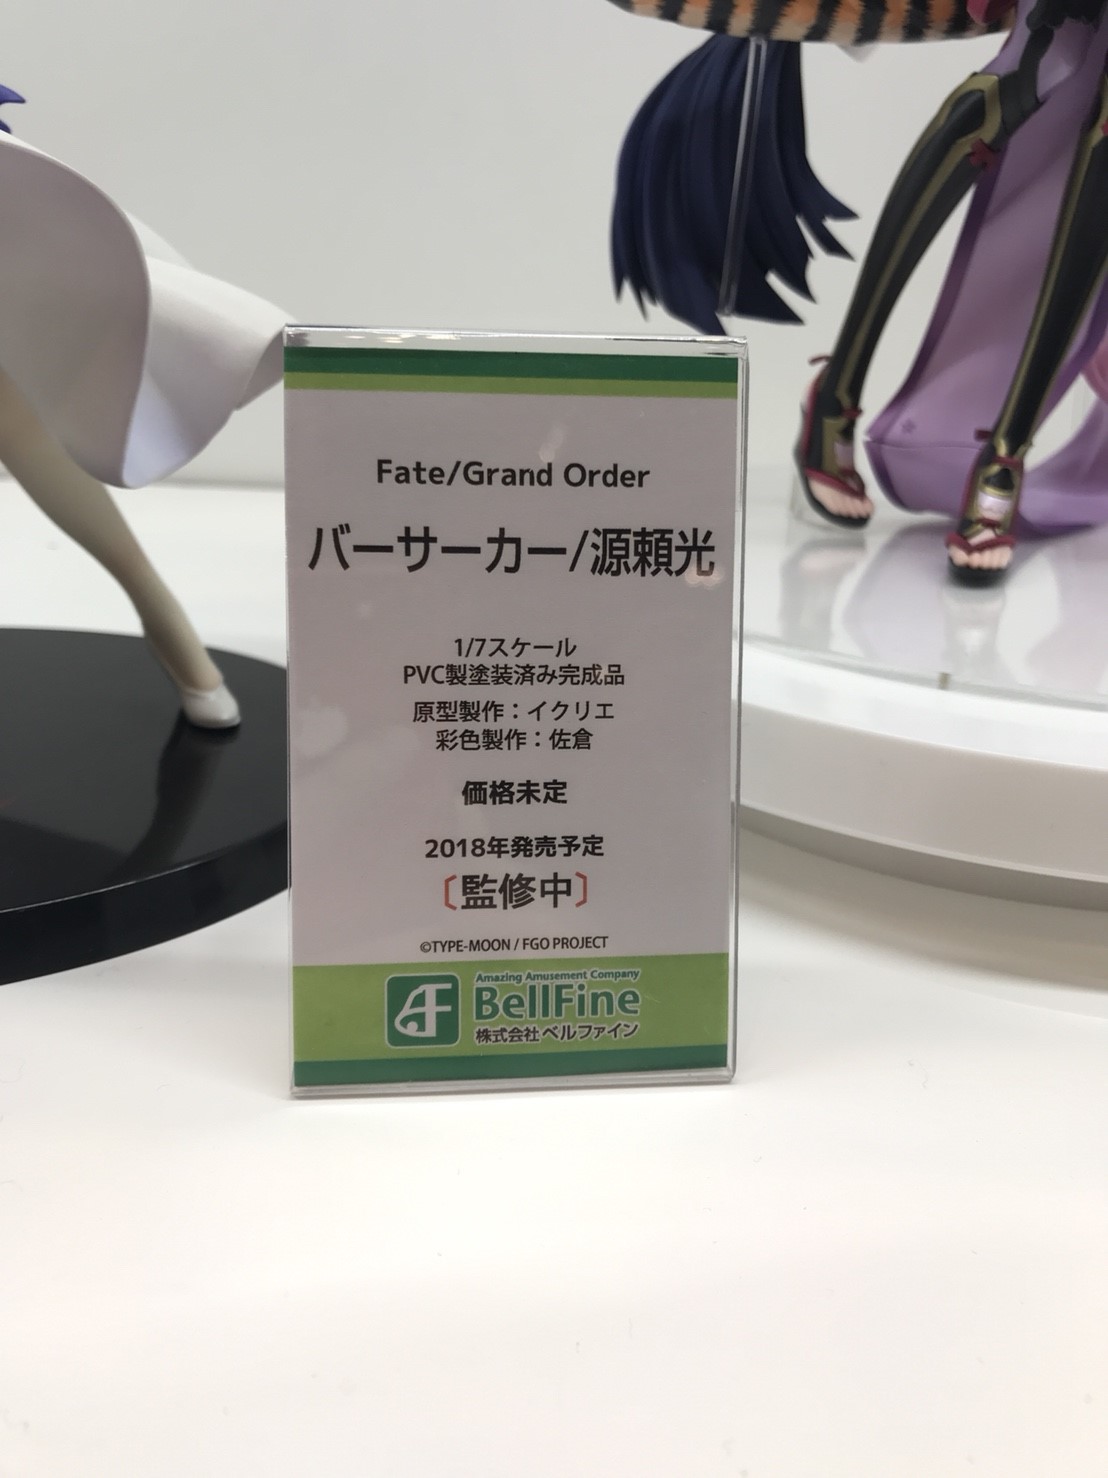 Fate/Grand Order
バーサーカー/源頼光
1/7スケール
PVC製塗装済み完成品
原型製作：イクリエ
彩色製作：佐倉
価格未定
2018年発売予定
〔監修中〕
©TYPE-MOON / FGO PROJECT
AF
Amazing Amusement Company
BellFine
株式会社ベルファイン